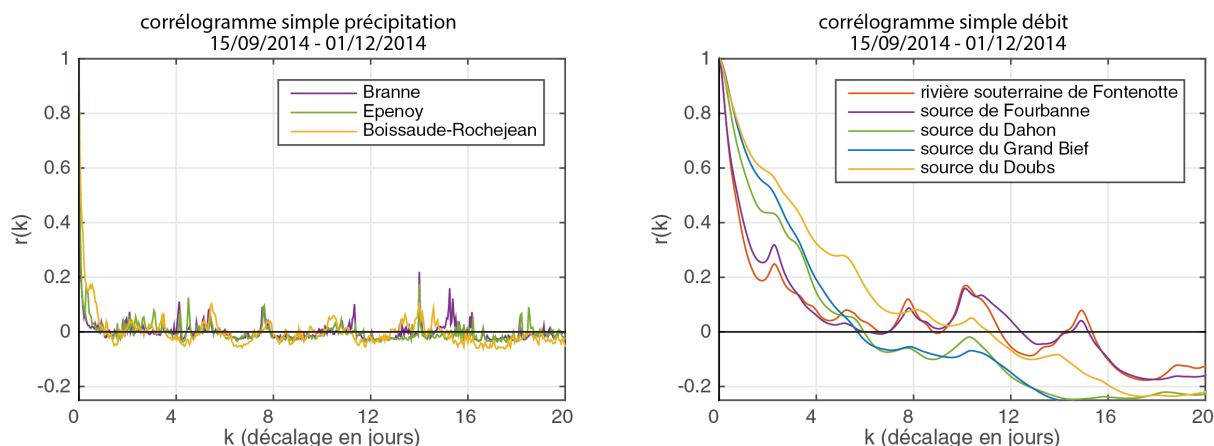 corrélogramme simple précipitation
15/09/2014 - 01/12/2014
1
0.8
0.6
0.4
0.2
0
-0.2
r(k)
Branne
Epenoy
Boissaude-Rochejean
0 4 8 12 16 20
k (décalage en jours)
corrélogramme simple débit
15/09/2014 - 01/12/2014
1
0.8
0.6
0.4
0.2
0
-0.2
r(k)
rivière souterraine de Fontenotte
source de Fourbanne
source du Dahon
source du Grand Bief
source du Doubs
0 4 8 12 16 20
k (décalage en jours)